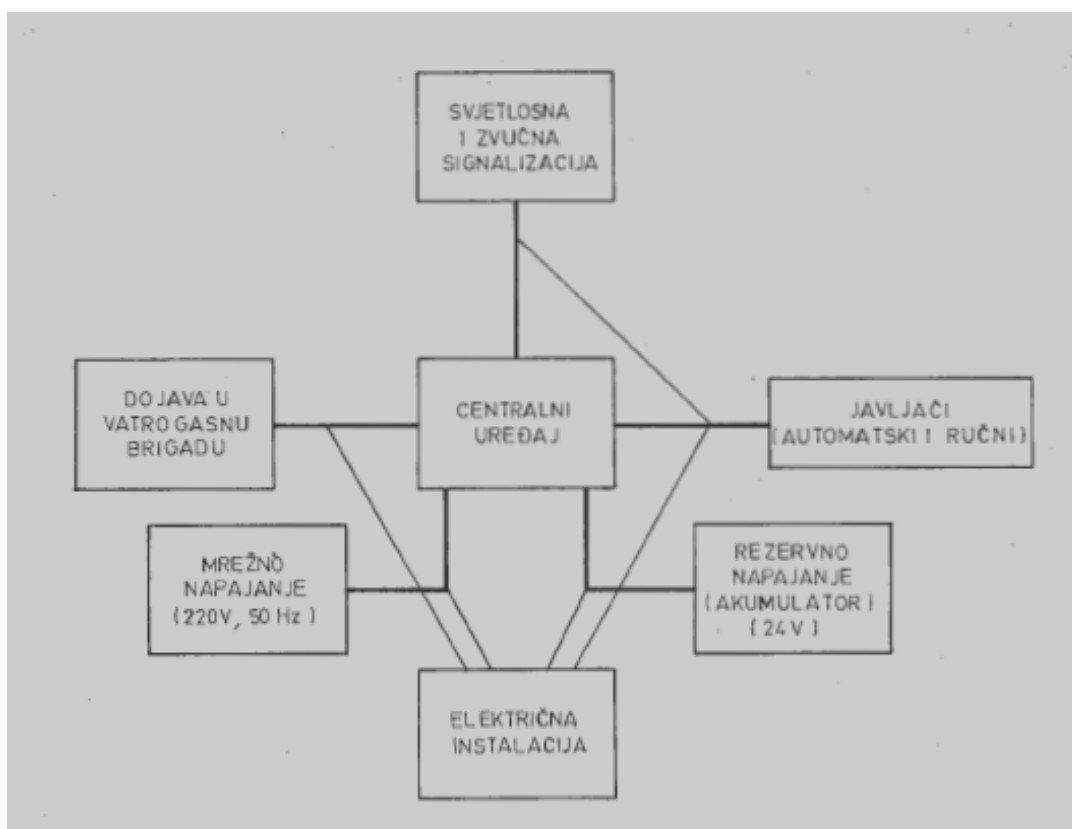 SVJETLOSNA
I ZVUČNA
SIGNALIZACIJA
DOJAVA U
VATROGASNU
BRIGADU
CENTRALNI
UREĐAJ
JAVLJAČI
(AUTOMATSKI I RUČNI)
MREŽNO
NAPAJANJE
(220V, 50 Hz)
REZERVNO
NAPAJANJE
(AKUMULATOR)
(24V)
ELEKTRIČNA
INSTALACIJA